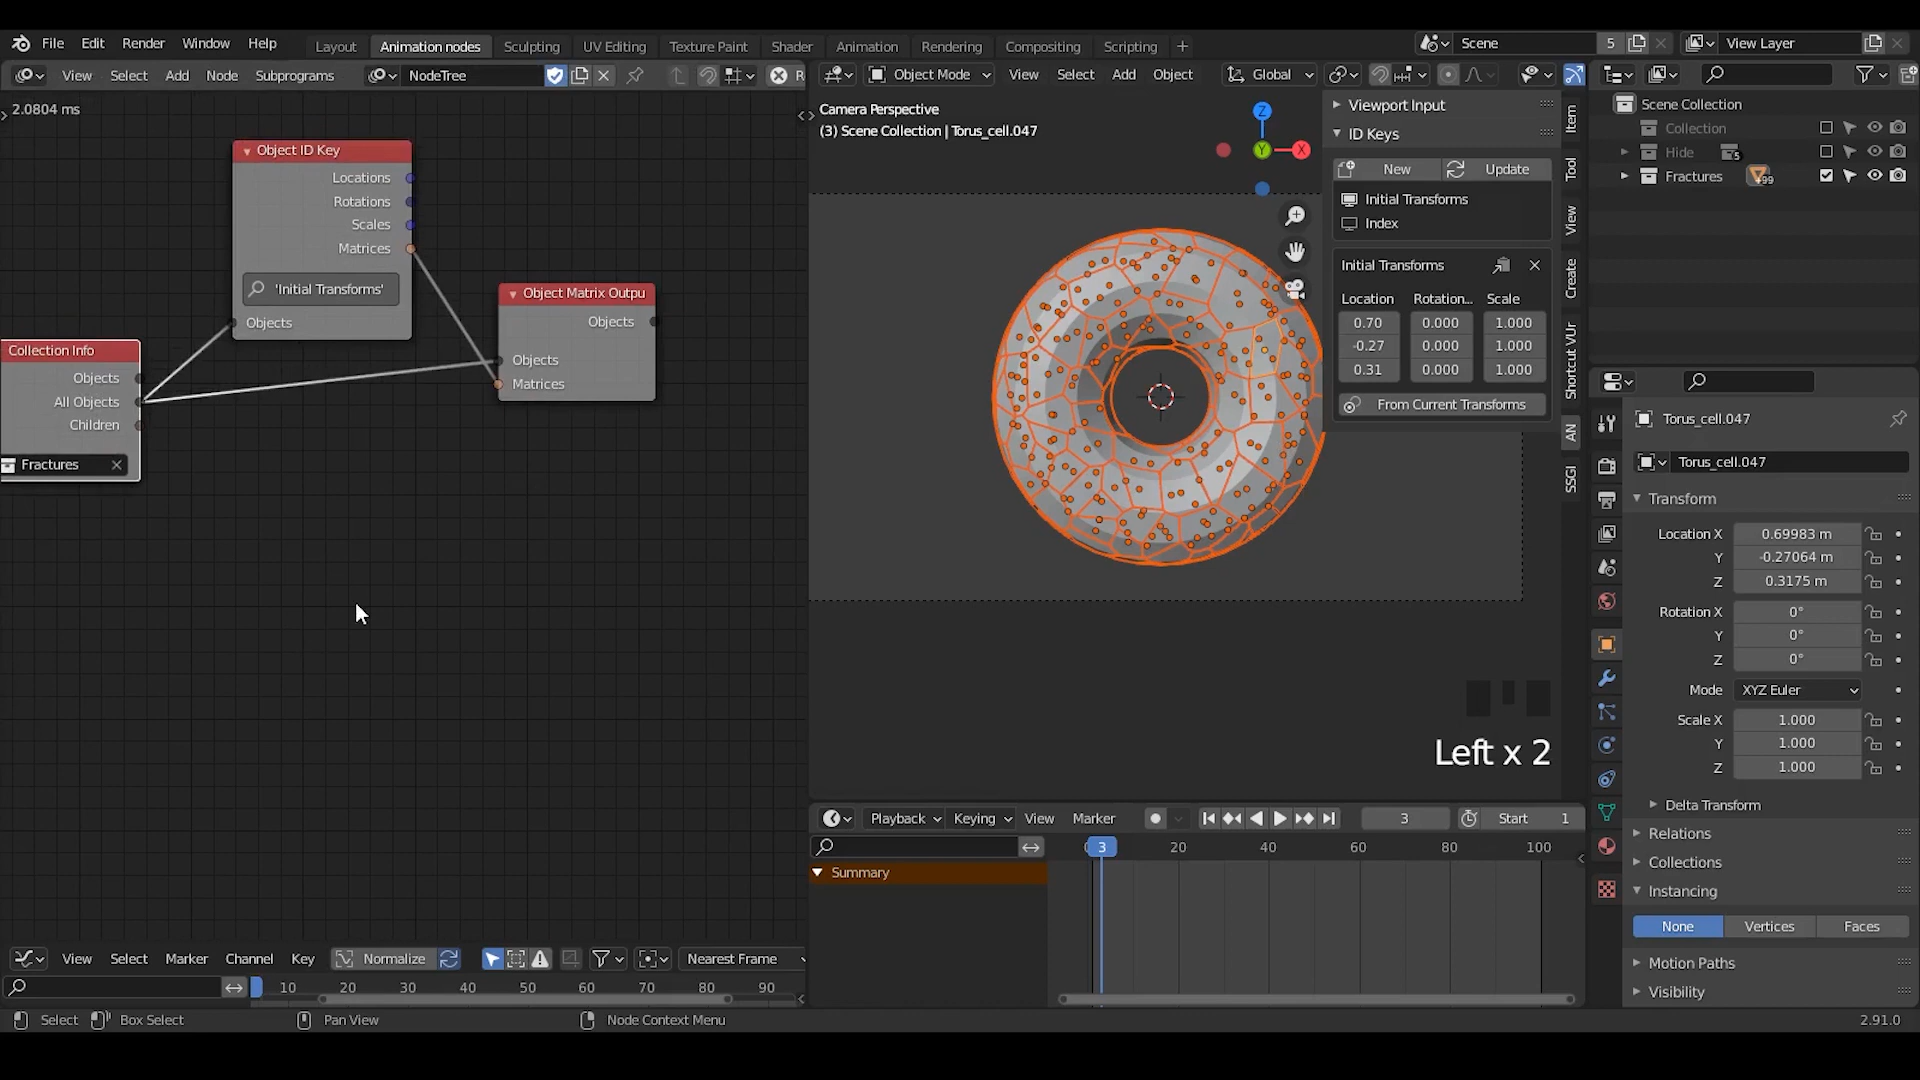 File Edit Render Window Help Layout Animation nodes Sculpting UV Editing Texture Paint Shader Animation Rendering Compositing Scripting + Scene 5 View Layer
View Select Add Node Subprograms NodeTree R
Object Mode View Select Add Object Global
2.0804 ms
Object ID Key
Locations
Rotations
Scales
Matrices
'Initial Transforms'
Objects
Object Matrix Outpu
Objects
Objects
Matrices
Collection Info
Objects
All Objects
Children
Fractures
Camera Perspective
(3) Scene Collection | Torus_cell.047
Z
Y
X
Viewport Input
ID Keys
New Update
Initial Transforms
Index
Initial Transforms
Location Rotation... Scale
0.70 0.000 1.000
-0.27 0.000 1.000
0.31 0.000 1.000
From Current Transforms
Item
Tool
View
Create
Shortcut VUr
AN
SSGI
Left x 2
Scene Collection
Collection
Hide 5
Fractures 99
Torus_cell.047
Torus_cell.047
Transform
Location X 0.69983 m
Y -0.27064 m
Z 0.3175 m
Rotation X 0°
Y 0°
Z 0°
Mode XYZ Euler
Scale X 1.000
Y 1.000
Z 1.000
Delta Transform
Relations
Collections
Instancing
None Vertices Faces
Motion Paths
Visibility
Playback Keying View Marker 3 Start 1
3 20 40 60 80 100
Summary
View Select Marker Channel Key Normalize Nearest Frame
10 20 30 40 50 60 70 80 90
Select Box Select Pan View Node Context Menu 2.91.0